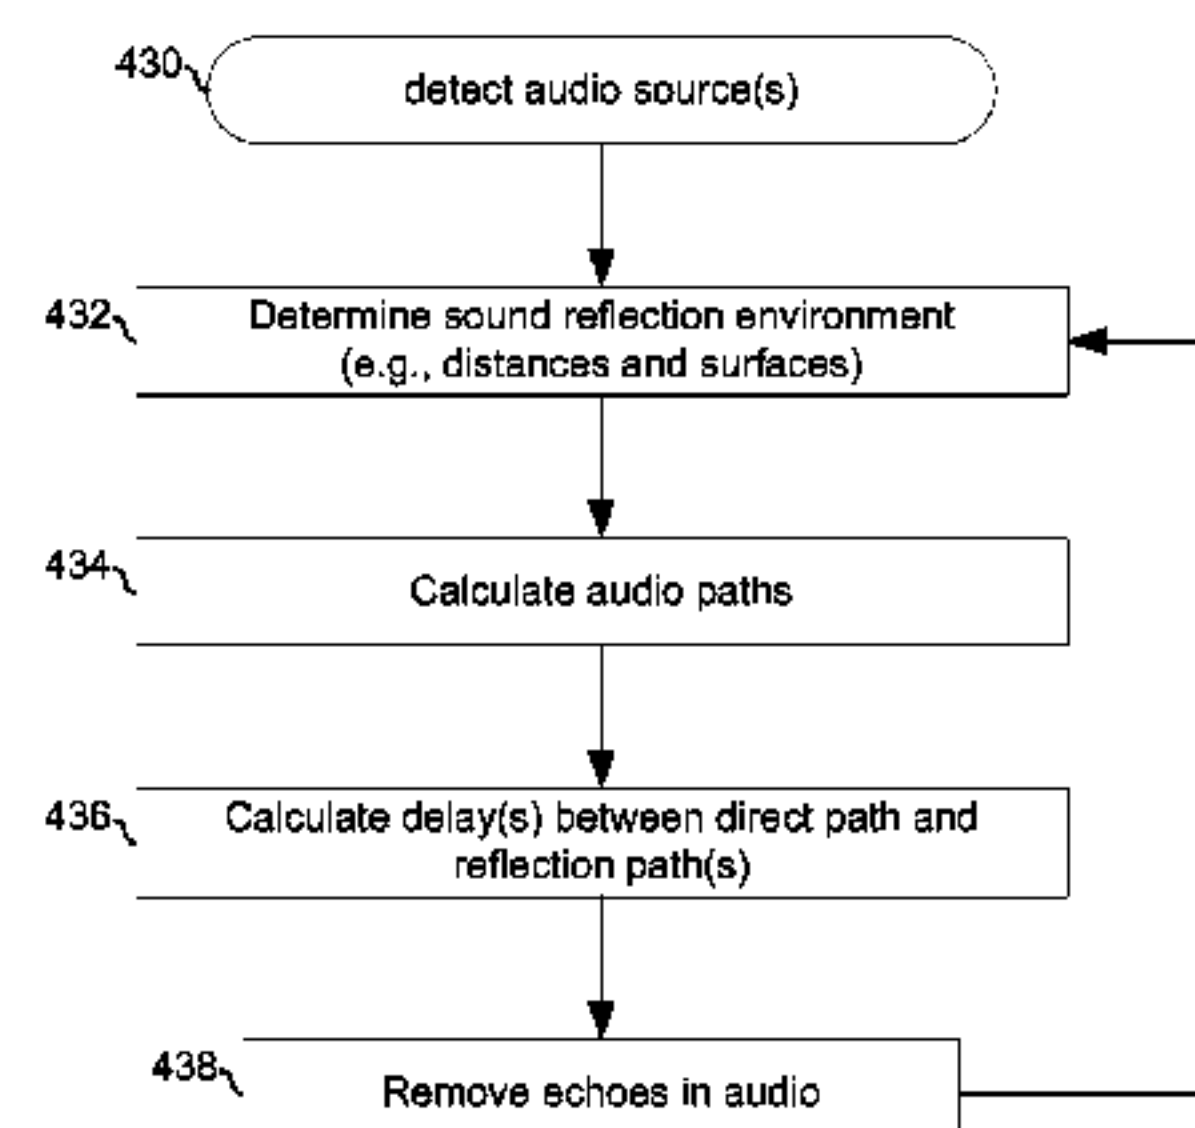 430
detect audio source(s)
432
Determine sound reflection environment
(e.g., distances and surfaces)
434
Calculate audio paths
436
Calculate delay(s) between direct path and
reflection path(s)
438
Remove echoes in audio